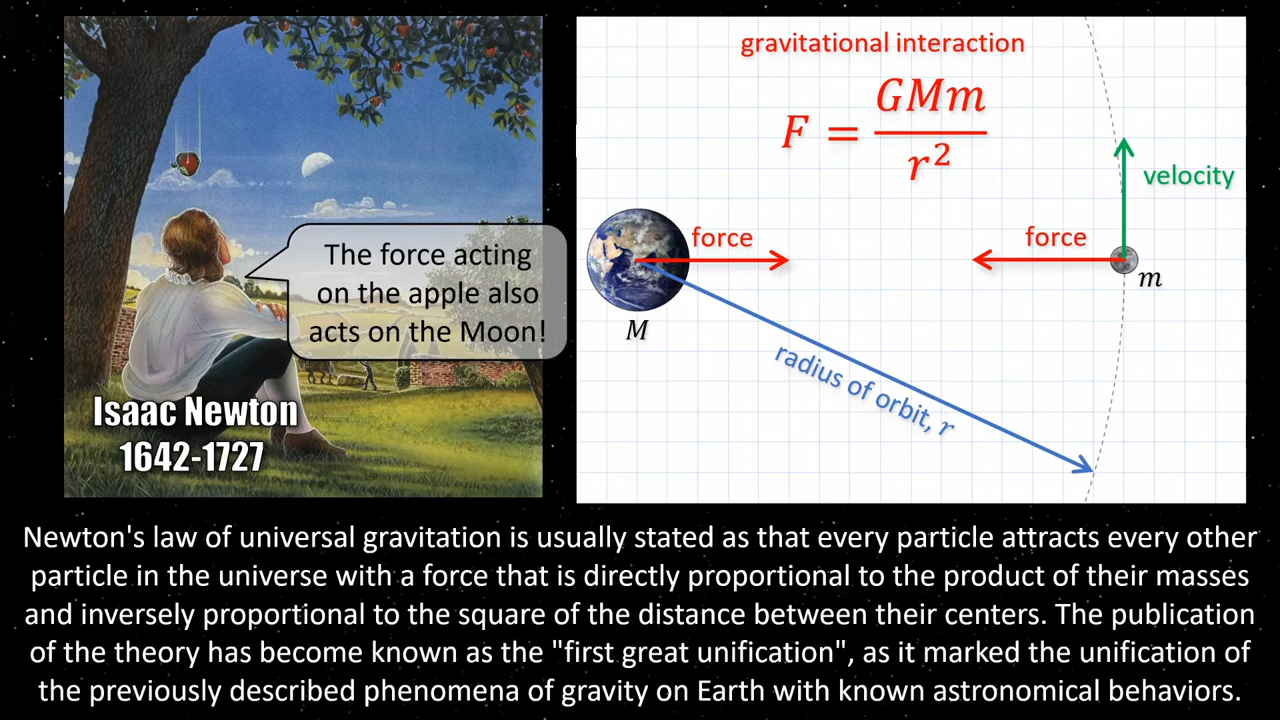 The force acting
on the apple also
acts on the Moon!
Isaac Newton
1642-1727
gravitational interaction
F = GMm / r²
velocity
force
force
m
M
radius of orbit, r
Newton's law of universal gravitation is usually stated as that every particle attracts every other
particle in the universe with a force that is directly proportional to the product of their masses
and inversely proportional to the square of the distance between their centers. The publication
of the theory has become known as the "first great unification", as it marked the unification of
the previously described phenomena of gravity on Earth with known astronomical behaviors.